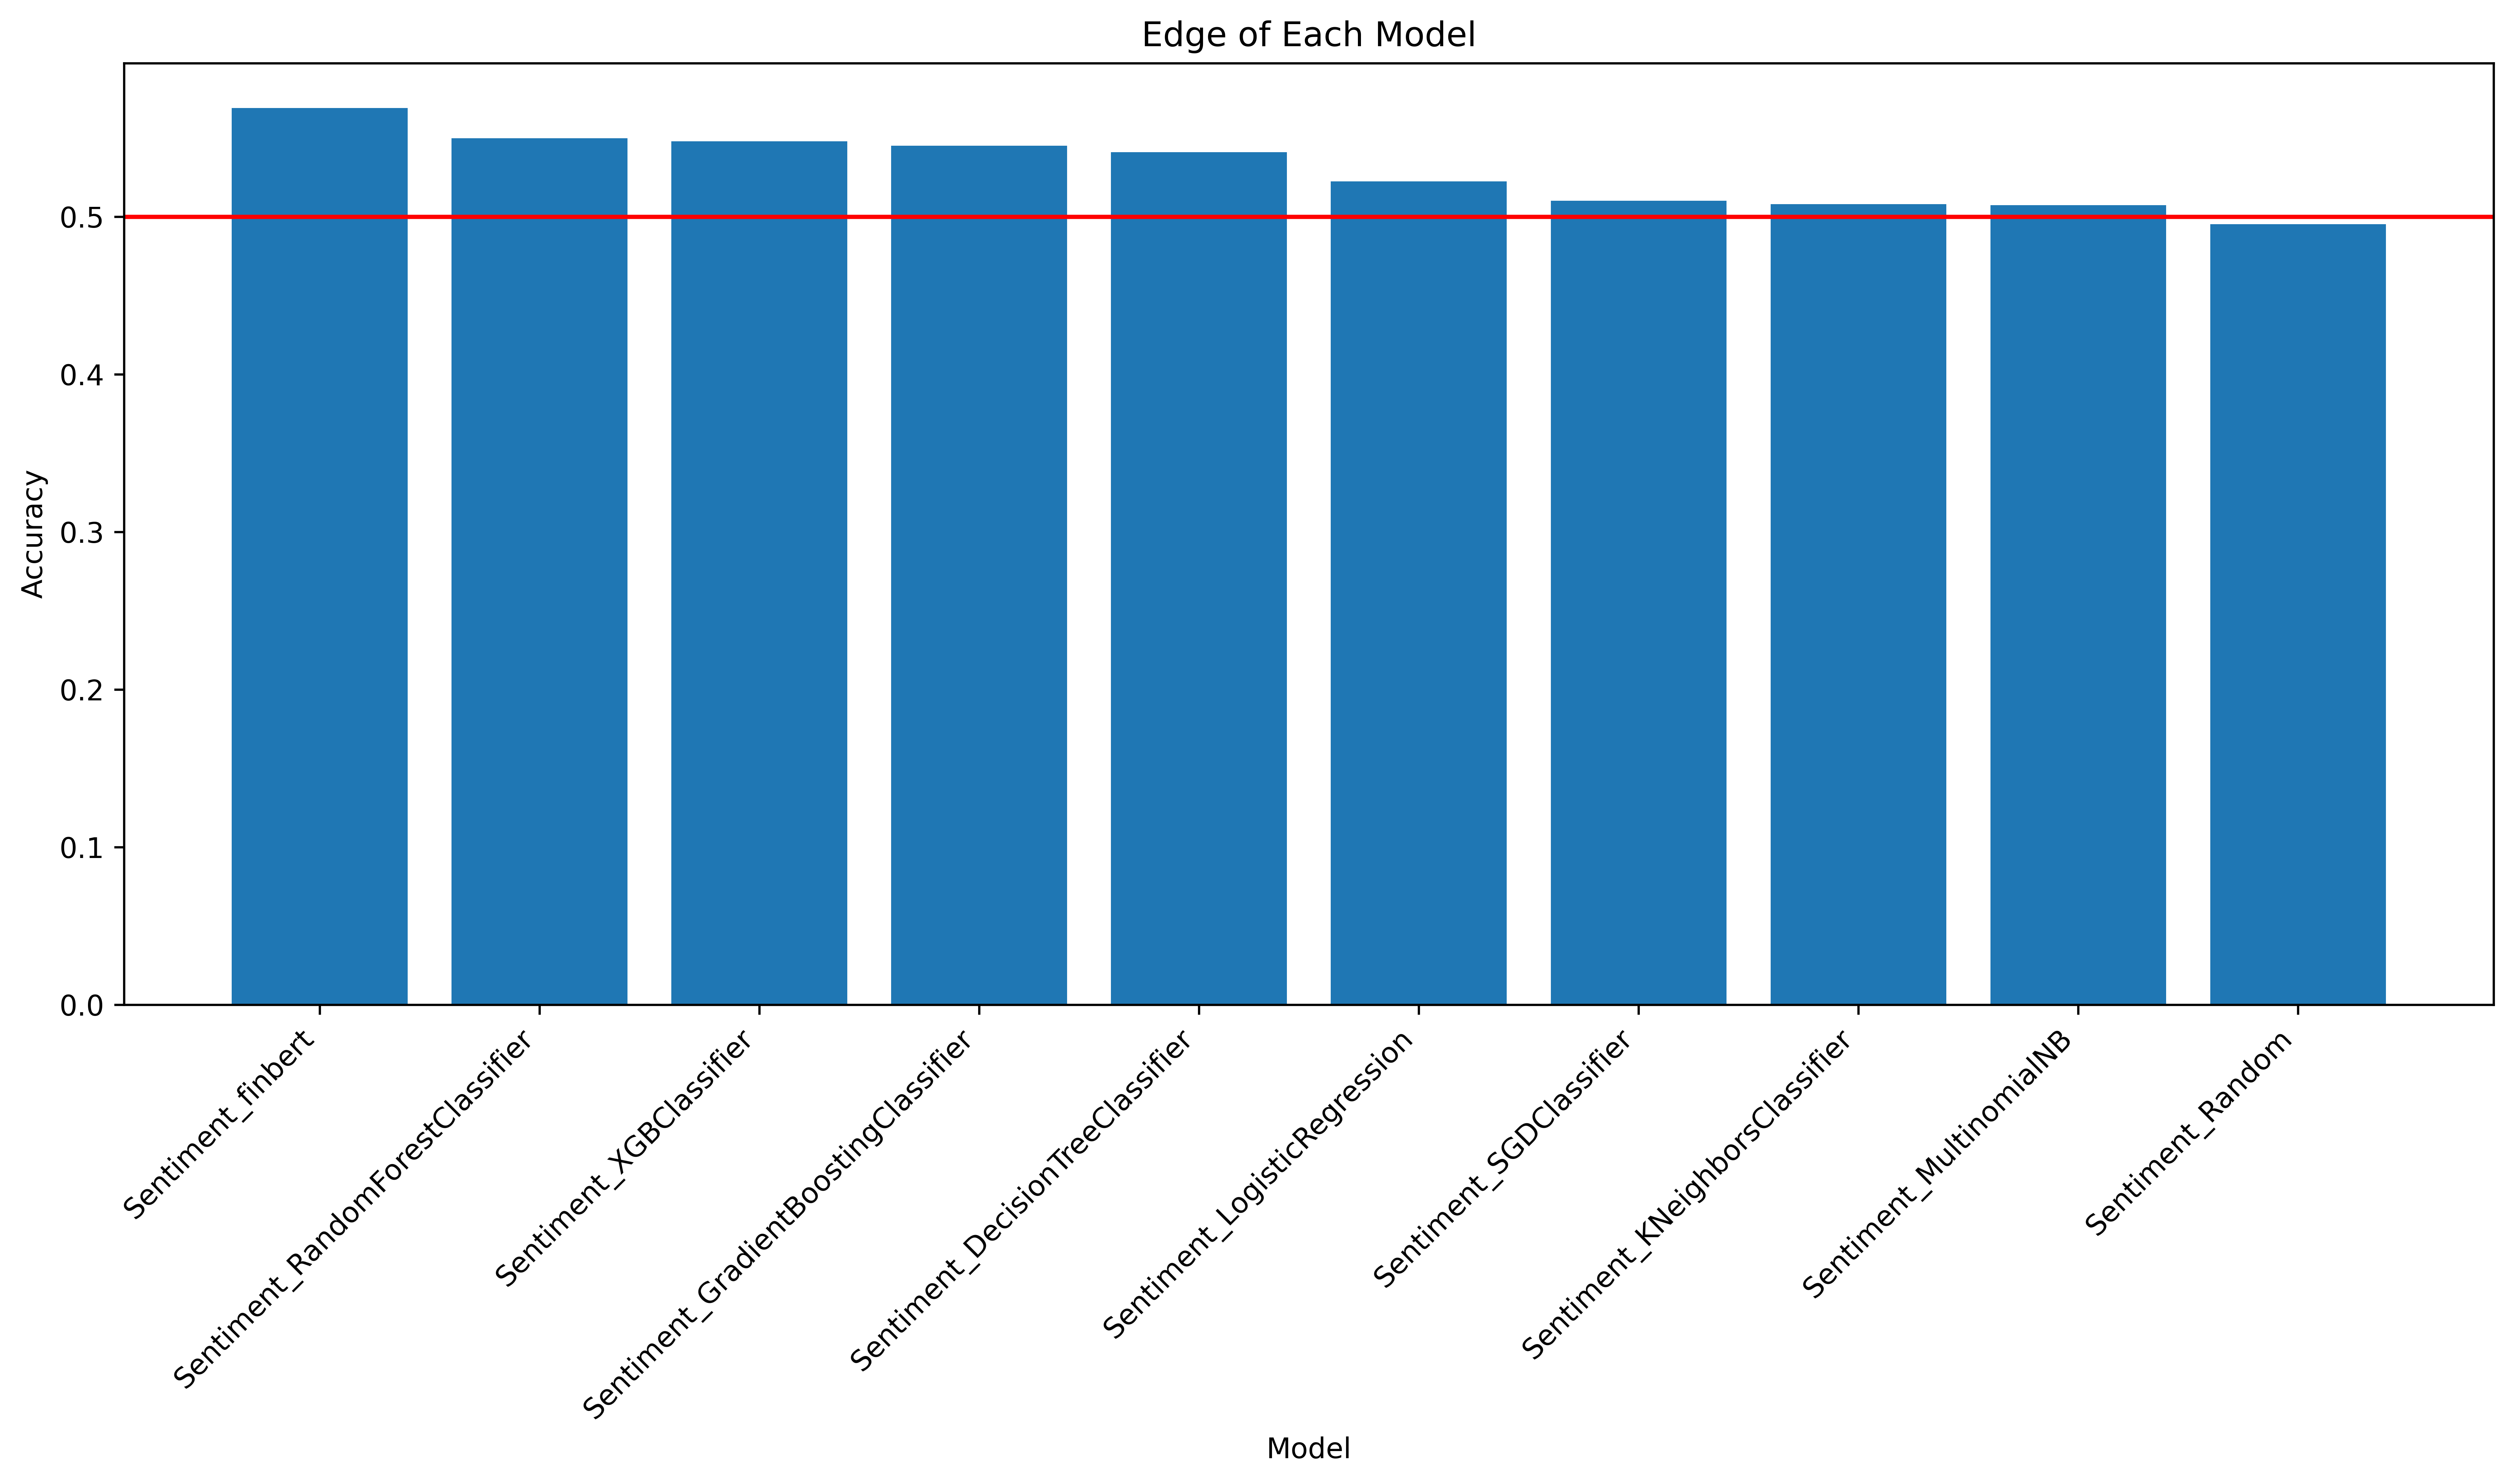 Edge of Each Model
Accuracy
0.5
0.4
0.3
0.2
0.1
0.0
Sentiment_finbert
Sentiment_RandomForestClassifier
Sentiment_XGBClassifier
Sentiment_GradientBoostingClassifier
Sentiment_DecisionTreeClassifier
Sentiment_LogisticRegression
Sentiment_SGDClassifier
Sentiment_KNeighborsClassifier
Sentiment_MultinomialNB
Sentiment_Random
Model